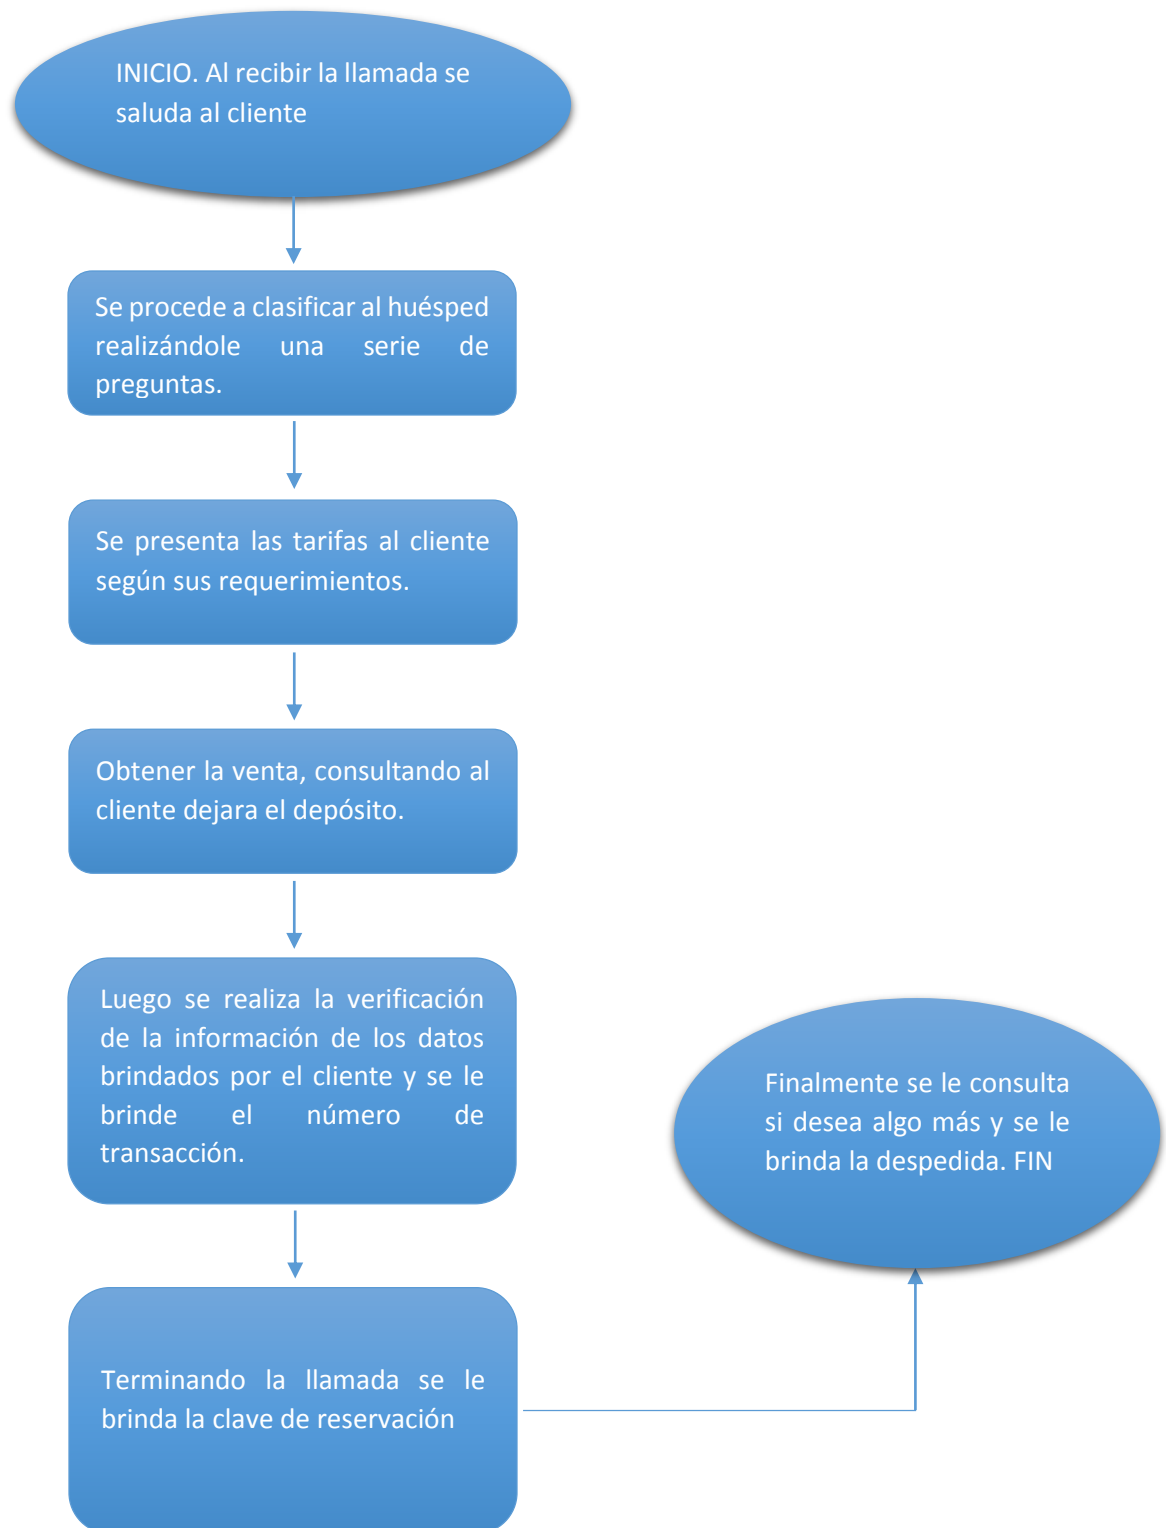 INICIO. Al recibir la llamada se
saluda al cliente
Se procede a clasificar al huésped
realizándole una serie de
preguntas.
Se presenta las tarifas al cliente
según sus requerimientos.
Obtener la venta, consultando al
cliente dejara el depósito.
Luego se realiza la verificación
de la información de los datos
brindados por el cliente y se le
brinde el número de
transacción.
Terminando la llamada se le
brinda la clave de reservación
Finalmente se le consulta
si desea algo más y se le
brinda la despedida. FIN